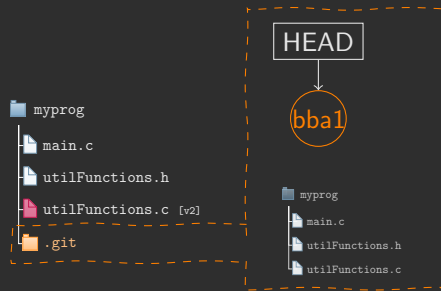 HEAD
bba1
myprog
main.c
utilFunctions.h
utilFunctions.c [v2]
.git
myprog
main.c
utilFunctions.h
utilFunctions.c